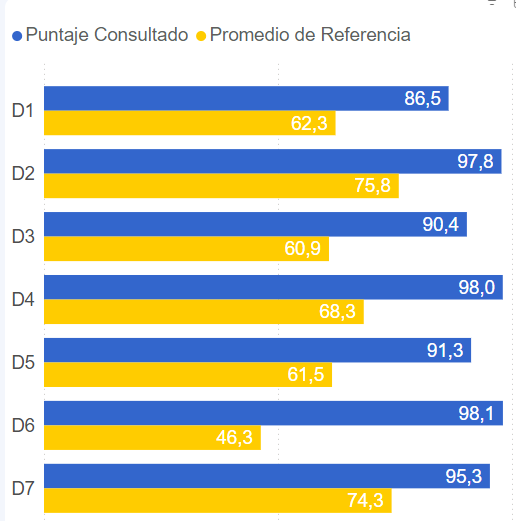 Puntaje Consultado Promedio de Referencia
D1 86,5
62,3
D2 97,8
75,8
D3 90,4
60,9
D4 98,0
68,3
D5 91,3
61,5
D6 98,1
46,3
D7 95,3
74,3